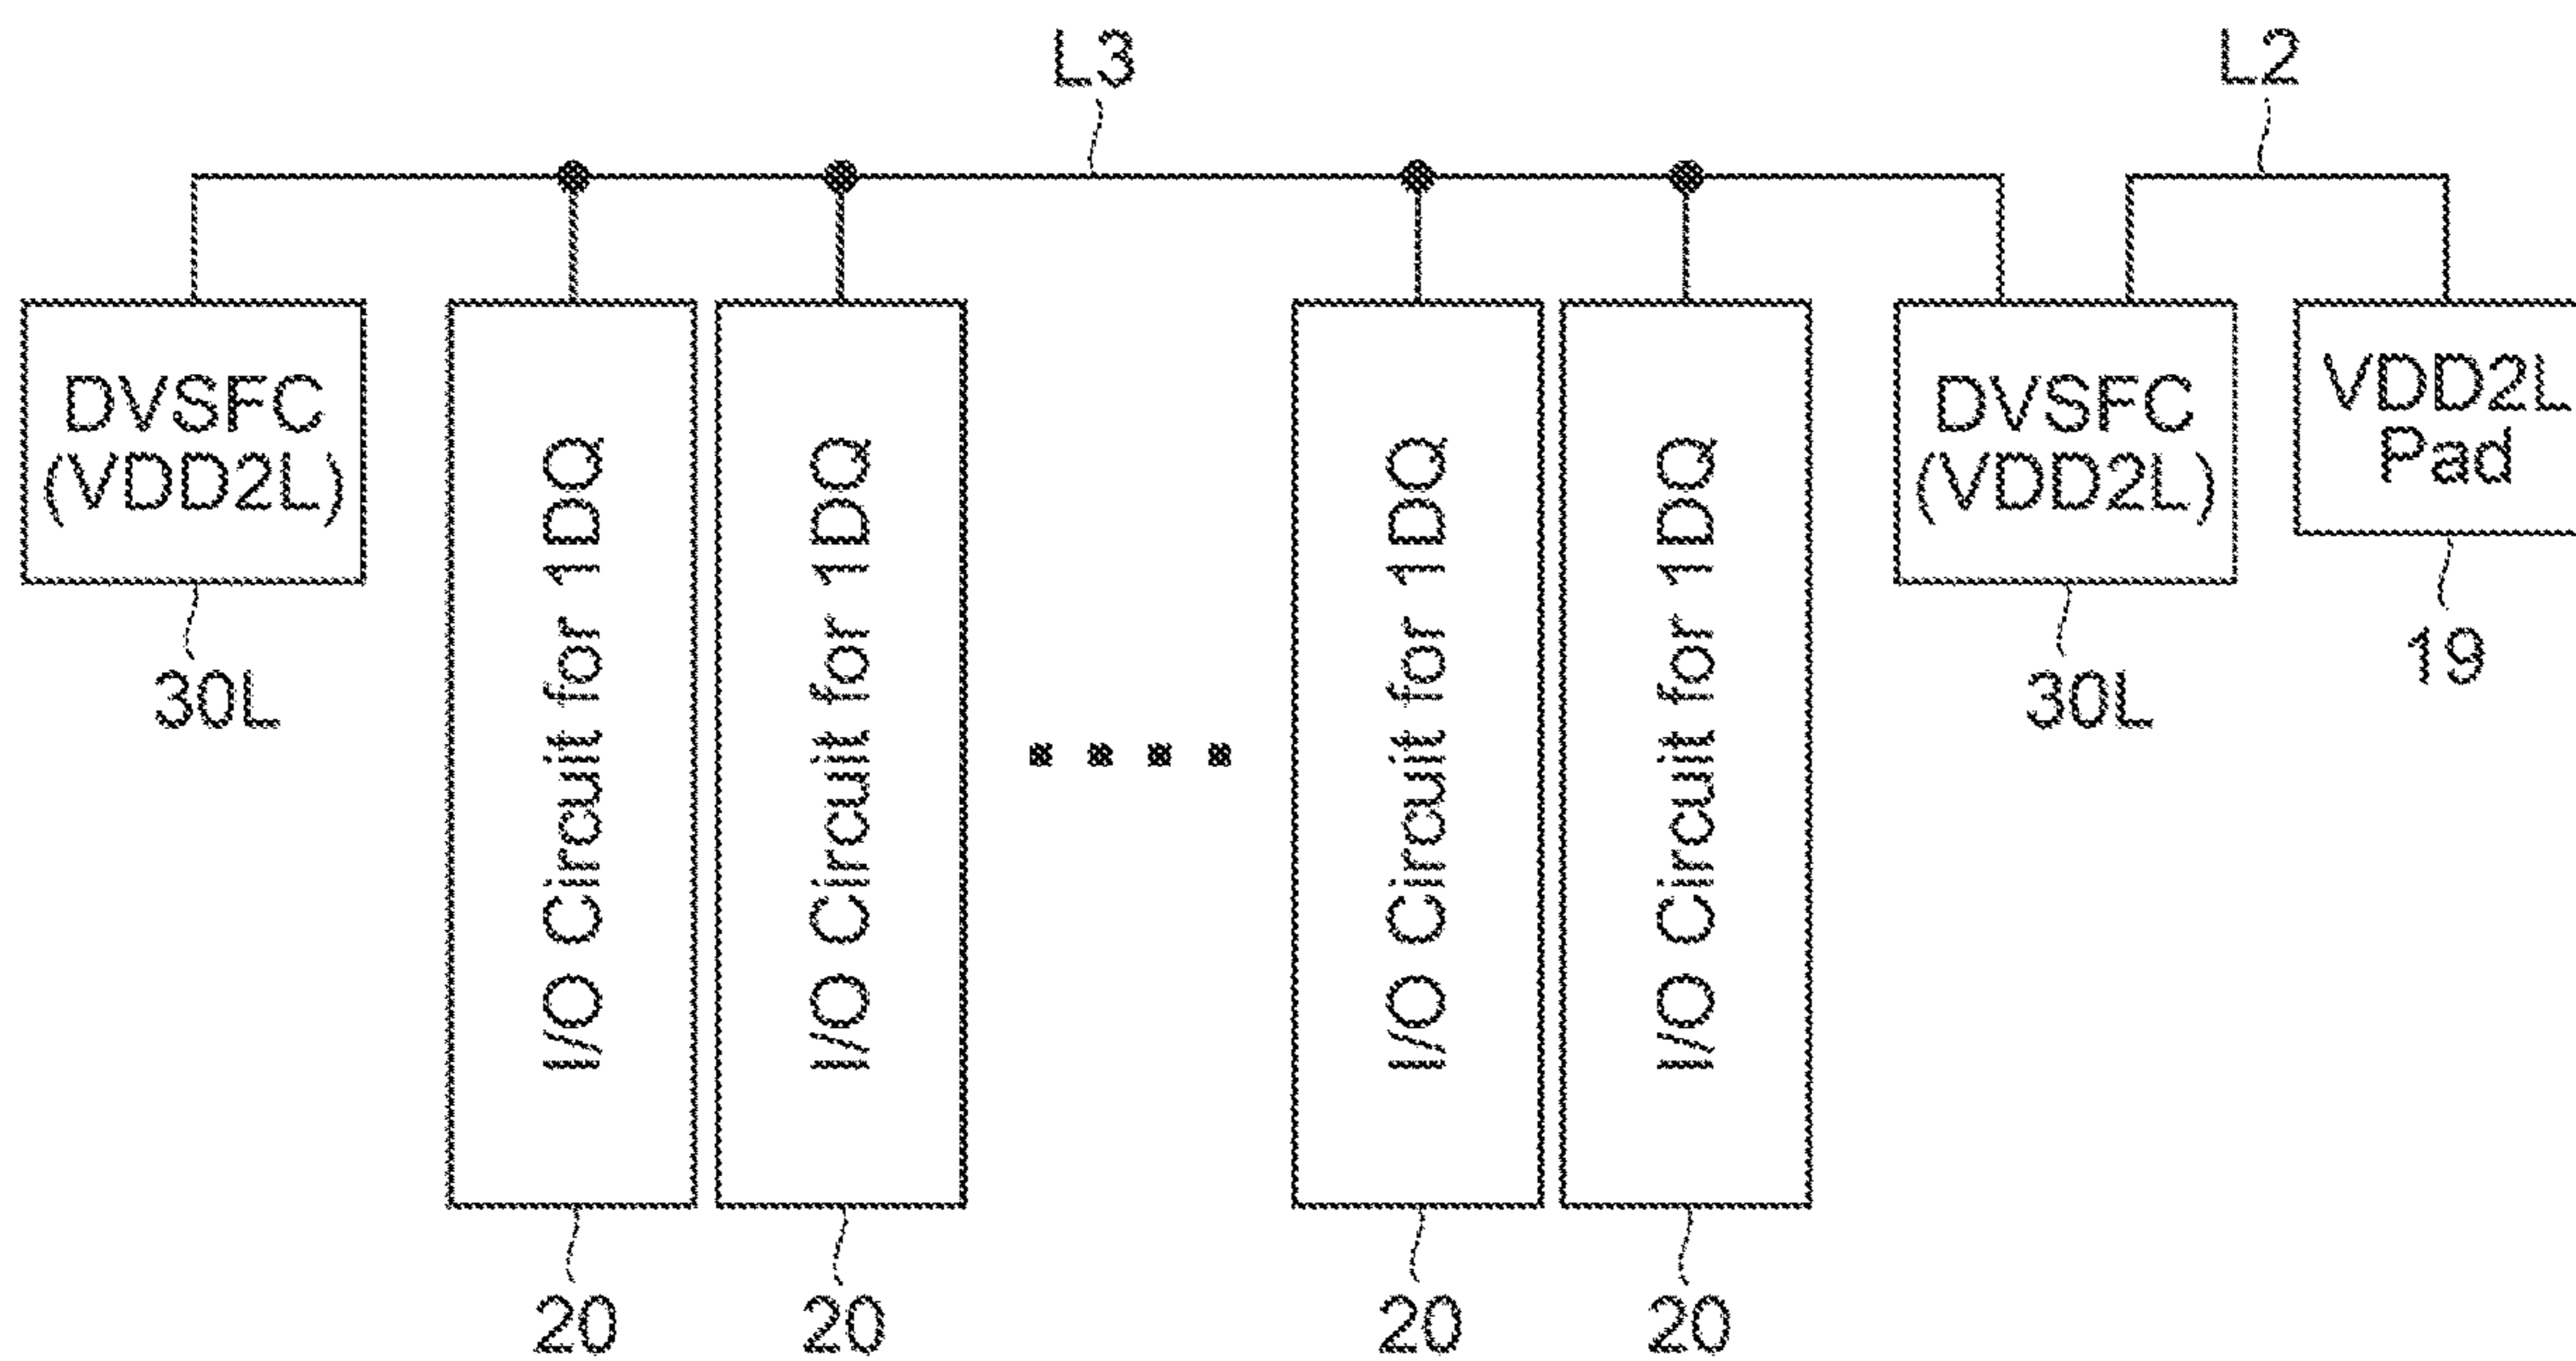 L3
L2
DVSFC
(VDD2L)
I/O Circuit for 1DQ
I/O Circuit for 1DQ
I/O Circuit for 1DQ
I/O Circuit for 1DQ
DVSFC
(VDD2L)
VDD2L
Pad
30L
30L
19
20
20
20
20